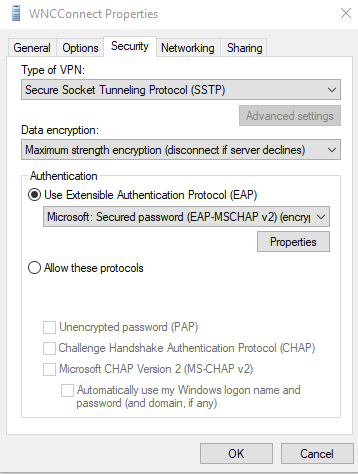 WNCConnect Properties
General Options Security Networking Sharing
Type of VPN:
Secure Socket Tunneling Protocol (SSTP)
Advanced settings
Data encryption:
Maximum strength encryption (disconnect if server declines)
Authentication
Use Extensible Authentication Protocol (EAP)
Microsoft: Secured password (EAP-MSCHAP v2) (encryp
Properties
Allow these protocols
Unencrypted password (PAP)
Challenge Handshake Authentication Protocol (CHAP)
Microsoft CHAP Version 2 (MS-CHAP v2)
Automatically use my Windows logon name and
password (and domain, if any)
OK Cancel